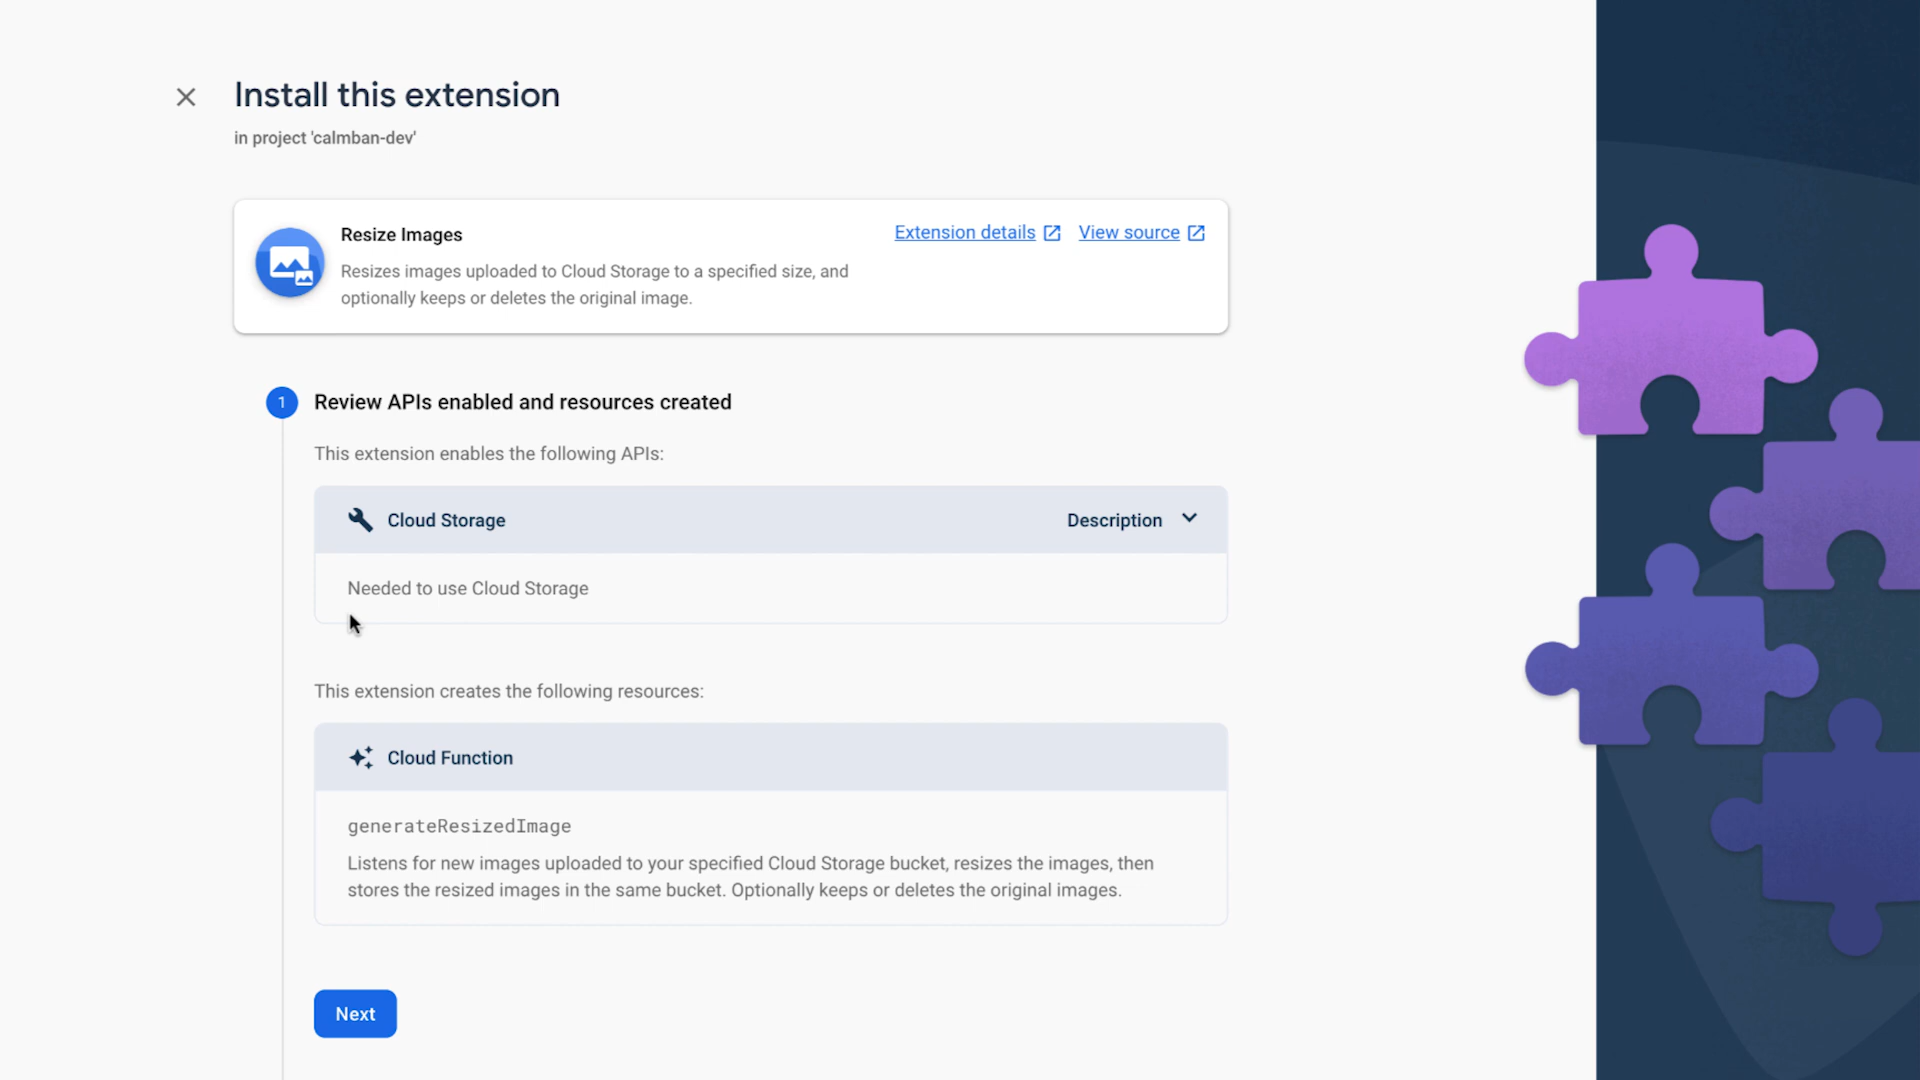 Install this extension
in project 'calmban-dev'
Resize Images
Extension details
View source
Resizes images uploaded to Cloud Storage to a specified size, and
optionally keeps or deletes the original image.
1
Review APIs enabled and resources created
This extension enables the following APIs:
Cloud Storage
Description
Needed to use Cloud Storage
This extension creates the following resources:
Cloud Function
generateResizedImage
Listens for new images uploaded to your specified Cloud Storage bucket, resizes the images, then
stores the resized images in the same bucket. Optionally keeps or deletes the original images.
Next